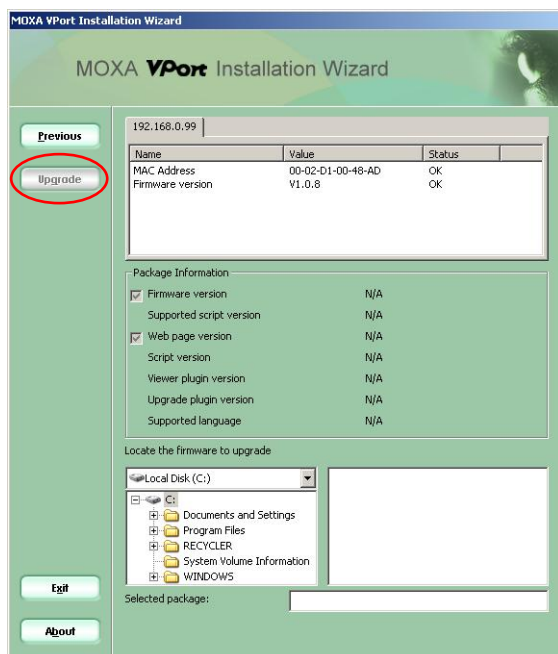 MOXA VPort Installation Wizard
MOXA VPort Installation Wizard
Previous
Upgrade
192.168.0.99
Name Value Status
MAC Address 00-02-D1-00-48-AD OK
Firmware version V1.0.8 OK
Package Information
Firmware version N/A
Supported script version N/A
Web page version N/A
Script version N/A
Viewer plugin version N/A
Upgrade plugin version N/A
Supported language N/A
Locate the firmware to upgrade
Local Disk (C:)
C:
Documents and Settings
Program Files
RECYCLER
System Volume Information
WINDOWS
Exit
Selected package:
About